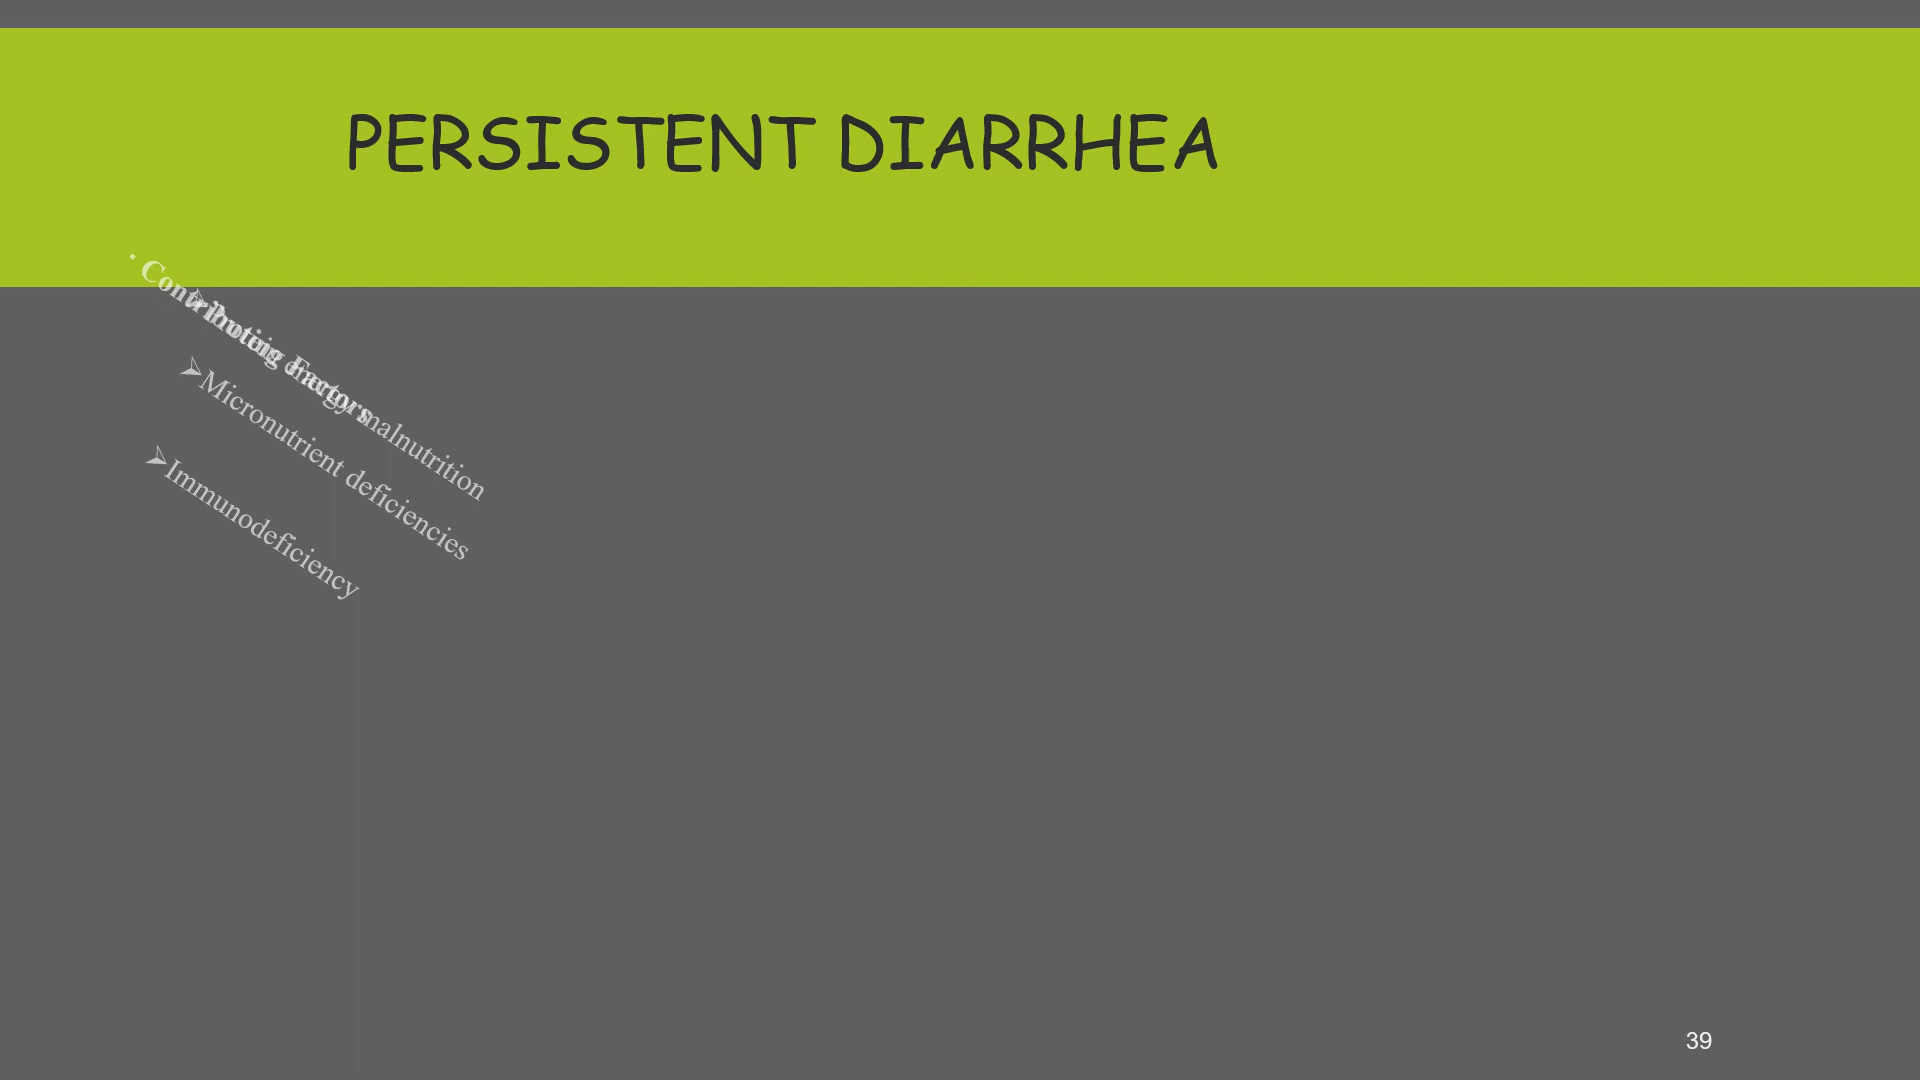 PERSISTENT DIARRHEA
· Contributing Factors
➢Protein energy malnutrition
➢Micronutrient deficiencies
➢Immunodeficiency
39